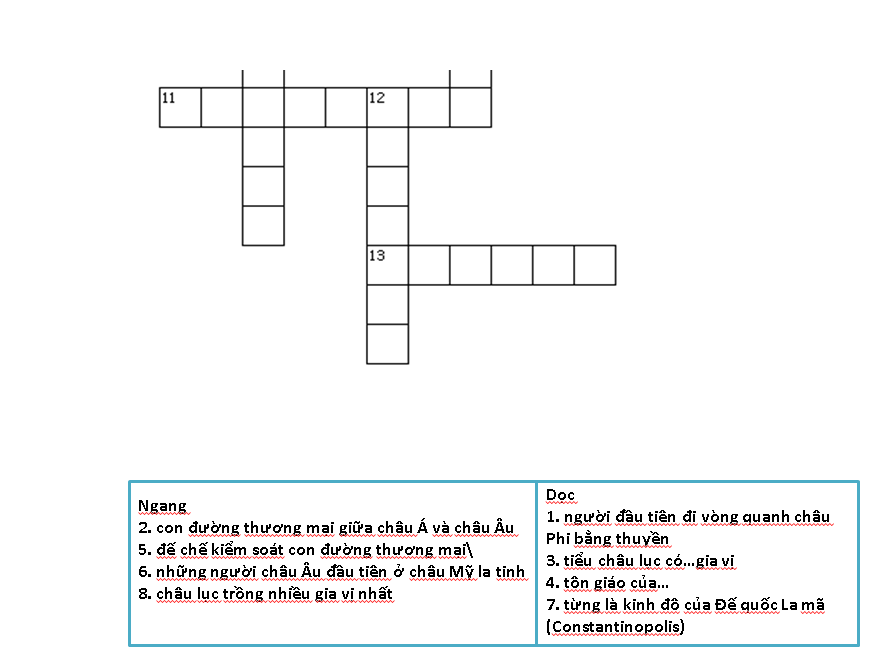 11
12
13
Ngang
2. con đường thương mại giữa châu Á và châu Âu
5. đế chế kiểm soát con đường thương mại\
6. những người châu Âu đầu tiên ở châu Mỹ la tinh
8. châu lục trồng nhiều gia vị nhất
Dọc
1. người đầu tiên đi vòng quanh châu
Phi bằng thuyền
3. tiểu châu lục có...gia vị
4. tôn giáo của...
7. từng là kinh đô của Đế quốc La mã
(Constantinopolis)